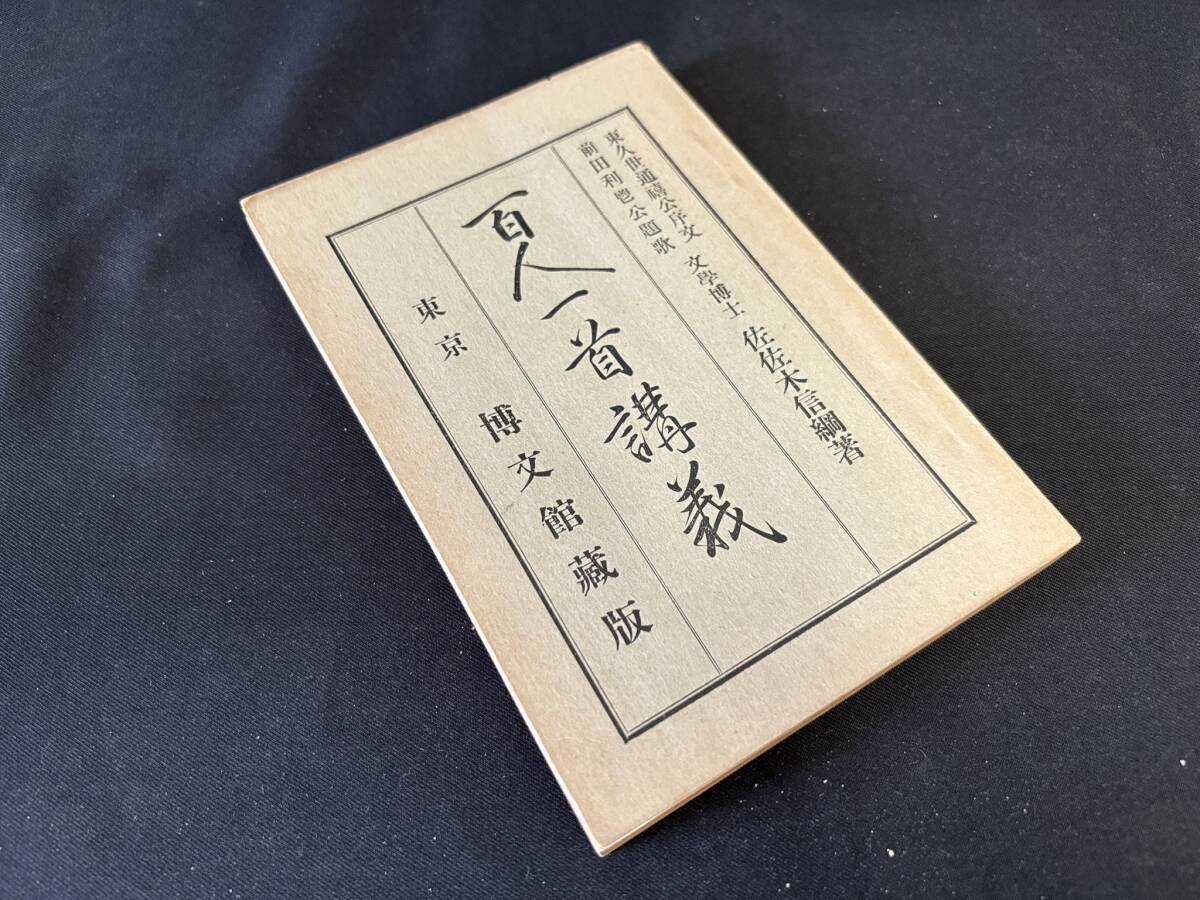 東久世通禧公序文
前田利鬯公題歌
文學博士 佐佐木信綱著
百人一首講義
東京 博文館藏版